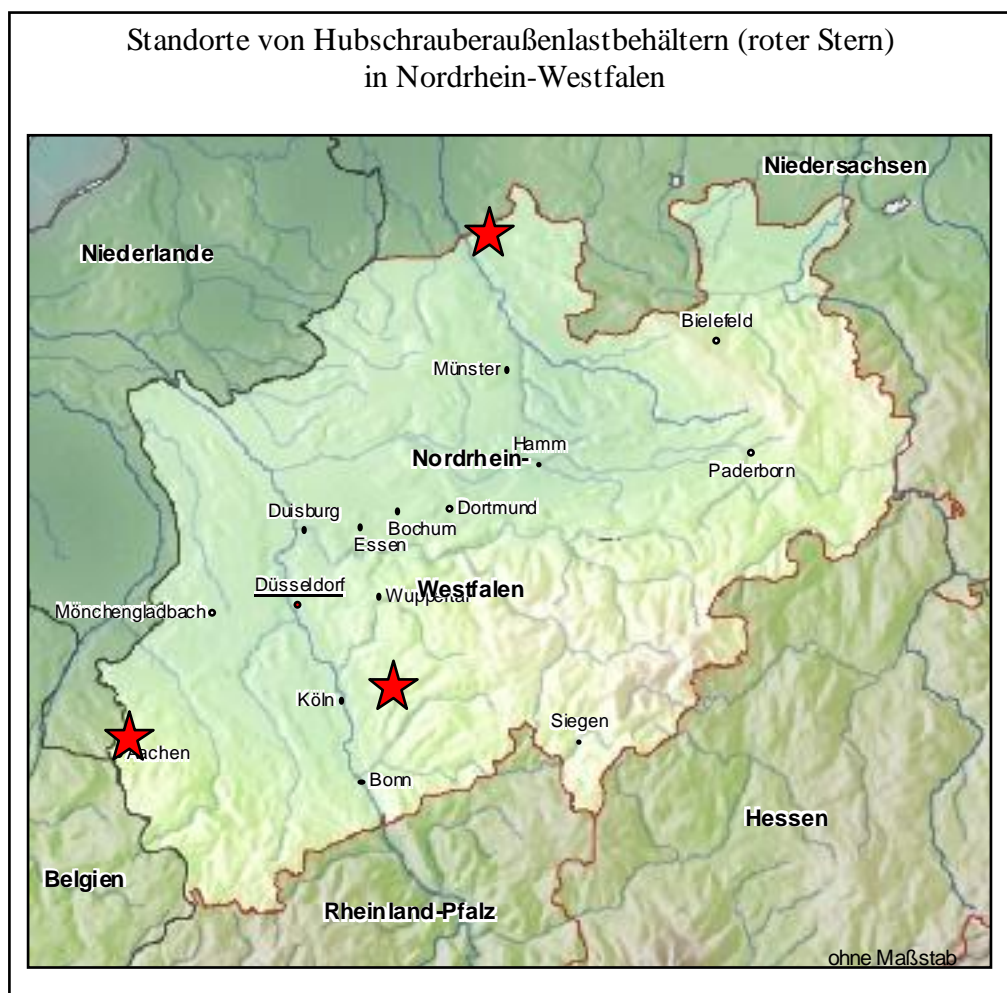 Standorte von Hubschrauberaußenlastbehältern (roter Stern)
in Nordrhein-Westfalen
Niedersachsen
Niederlande
Bielefeld
Münster
Hamm
Nordrhein-
Paderborn
Duisburg
Dortmund
Bochum
Essen
Düsseldorf
Westfalen
Wuppertal
Mönchengladbach
Köln
Siegen
Aachen
Bonn
Hessen
Belgien
Rheinland-Pfalz
ohne Maßstab